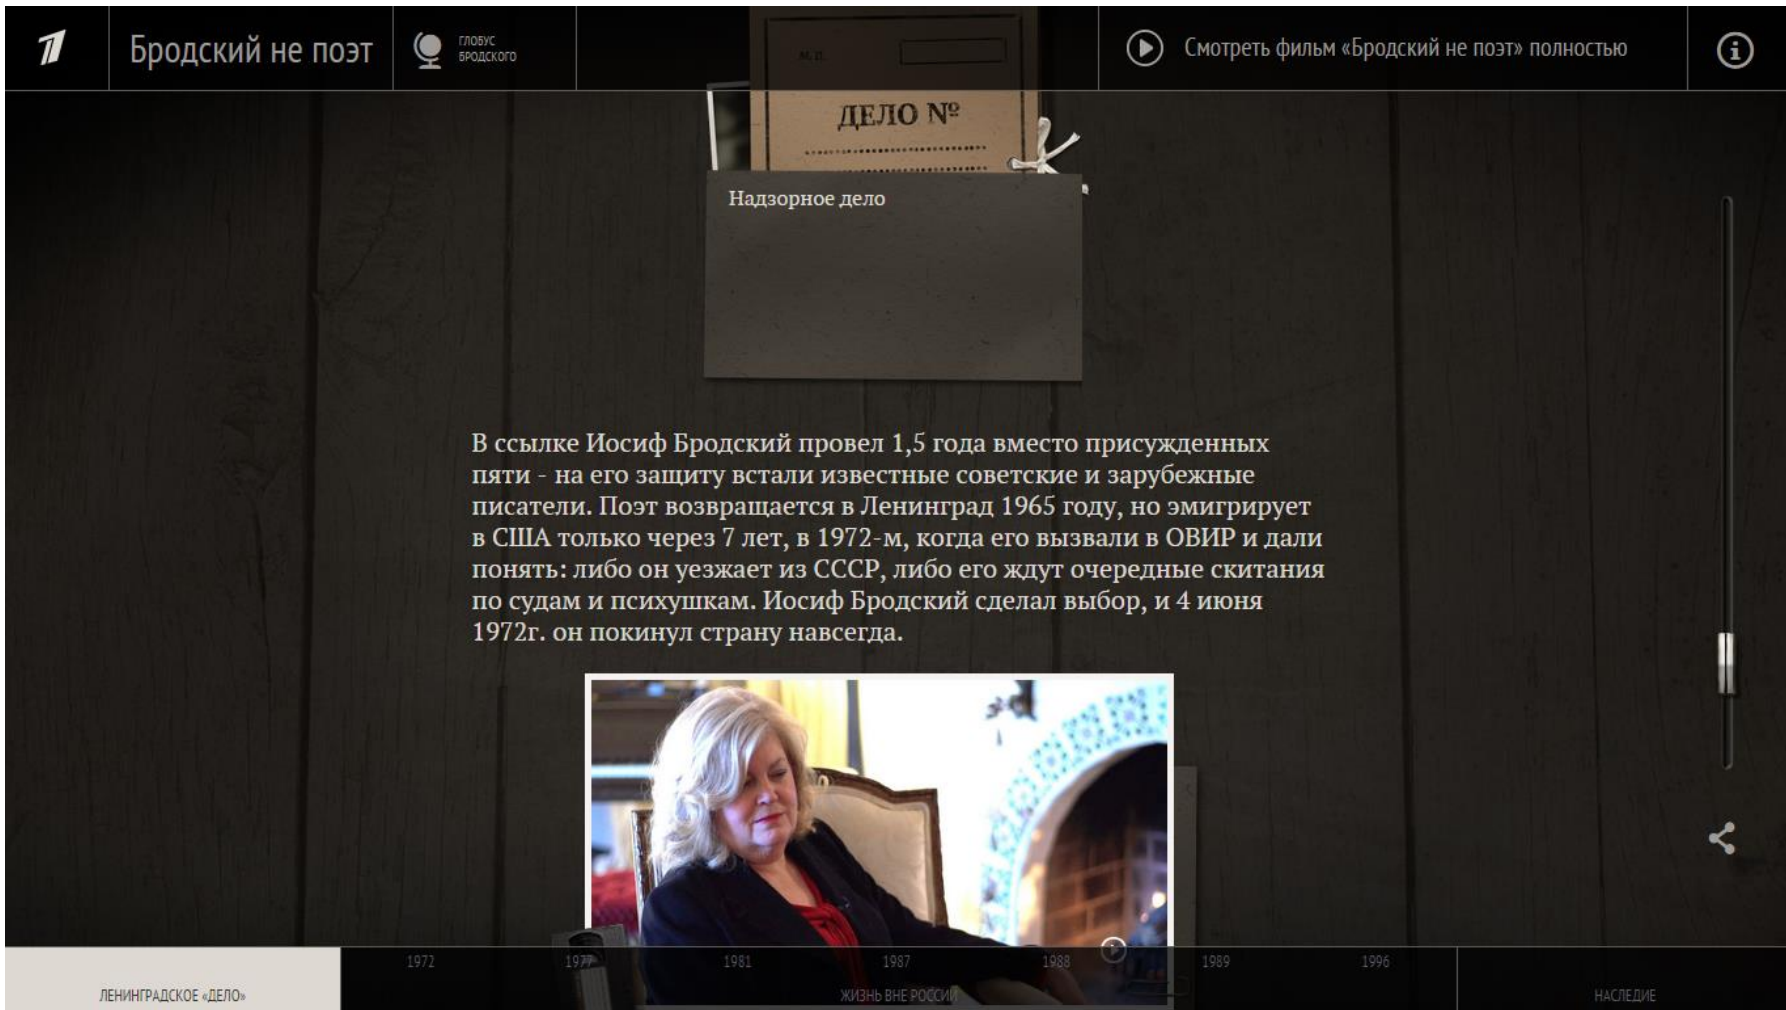 Бродский не поэт
ГЛОБУС
БРОДСКОГО
Смотреть фильм «Бродский не поэт» полностью
М.П.
ДЕЛО №
Надзорное дело
В ссылке Иосиф Бродский провел 1,5 года вместо присужденных
пяти - на его защиту встали известные советские и зарубежные
писатели. Поэт возвращается в Ленинград 1965 году, но эмигрирует
в США только через 7 лет, в 1972-м, когда его вызвали в ОВИР и дали
понять: либо он уезжает из СССР, либо его ждут очередные скитания
по судам и психушкам. Иосиф Бродский сделал выбор, и 4 июня
1972г. он покинул страну навсегда.
1972 1977 1981 1987 1988 1989 1996
ЛЕНИНГРАДСКОЕ «ДЕЛО» ЖИЗНЬ ВНЕ РОССИИ НАСЛЕДИЕ